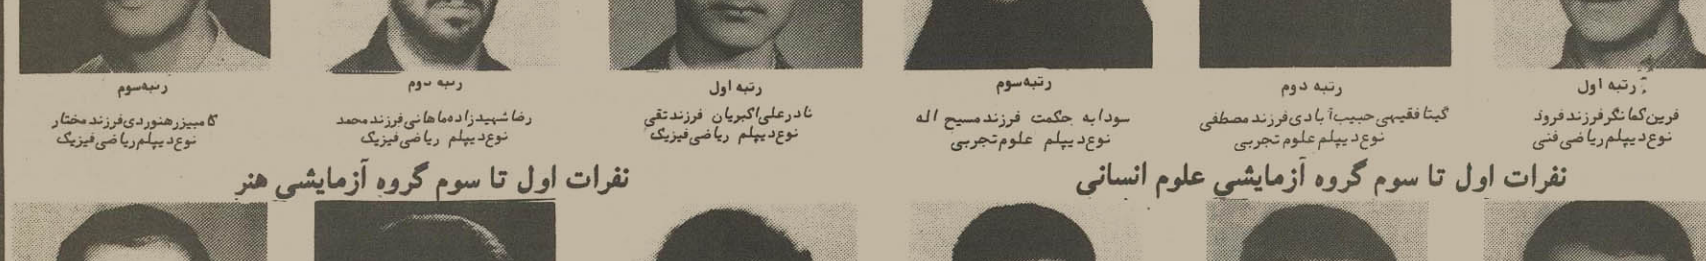 رتبه اول
فرین کمانگر فرزند فرود
نوع دیپلم ریاضی فنی
رتبه دوم
گیتا فقیهی حبیب آبادی فرزند مصطفی
نوع دیپلم علوم تجربی
رتبه سوم
سودابه حکمت فرزند مسیح اله
نوع دیپلم علوم تجربی
رتبه اول
نادر علی اکبریان فرزند تقی
نوع دیپلم ریاضی فیزیک
رتبه دوم
رضا شهیدزاده ماهانی فرزند محمد
نوع دیپلم ریاضی فیزیک
رتبه سوم
کامبیز رهنوردی فرزند مختار
نوع دیپلم ریاضی فیزیک
نفرات اول تا سوم گروه آزمایشی علوم انسانی
نفرات اول تا سوم گروه آزمایشی هنر